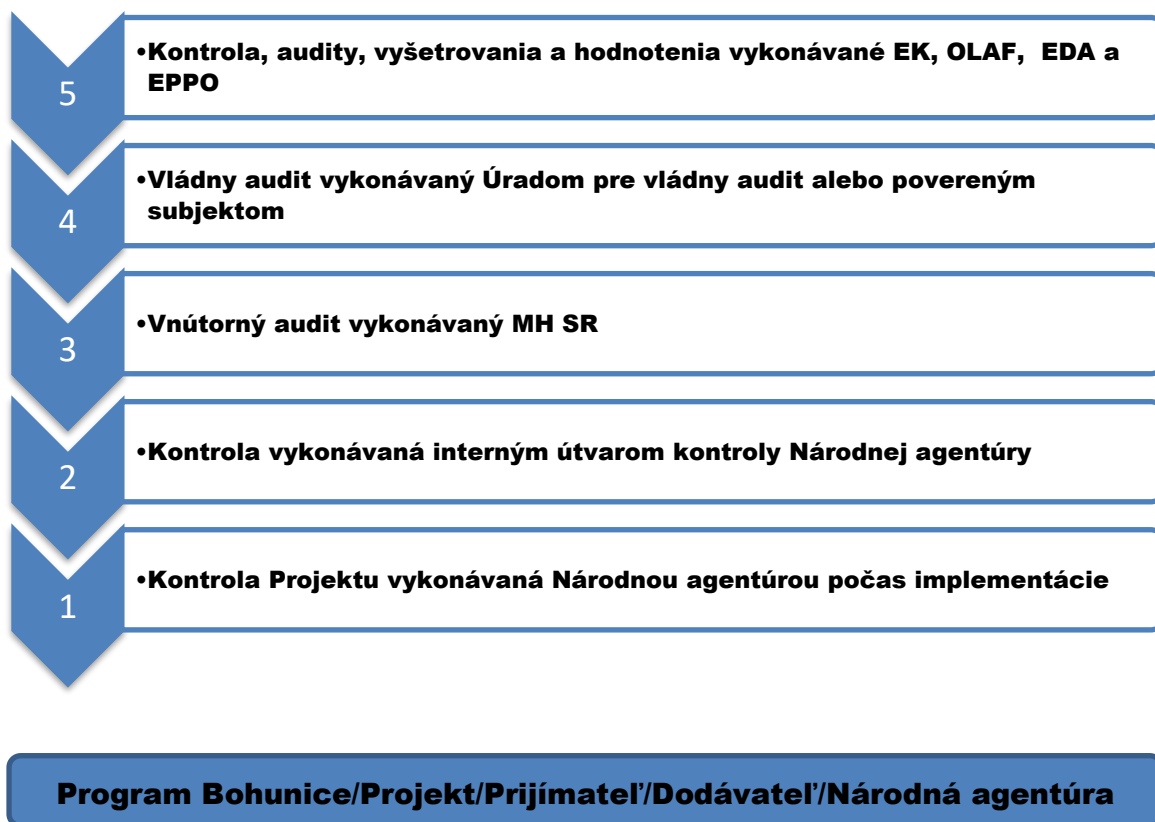 5
•Kontrola, audity, vyšetrovania a hodnotenia vykonávané EK, OLAF,  EDA a
EPPO
4
•Vládny audit vykonávaný Úradom pre vládny audit alebo povereným
subjektom
3
•Vnútorný audit vykonávaný MH SR
2
•Kontrola vykonávaná interným útvarom kontroly Národnej agentúry
1
•Kontrola Projektu vykonávaná Národnou agentúrou počas implementácie
Program Bohunice/Projekt/Prijímateľ/Dodávateľ/Národná agentúra